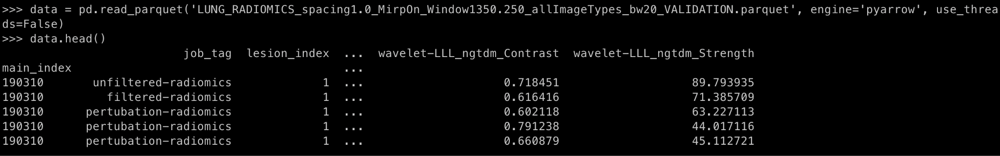 >>> data = pd.read_parquet('LUNG_RADIOMICS_spacing1.0_MirpOn_Window1350.250_allImageTypes_bw20_VALIDATION.parquet', engine='pyarrow', use_threa
ds=False)
>>> data.head()
job_tag lesion_index ... wavelet-LLL_ngtdm_Contrast wavelet-LLL_ngtdm_Strength
main_index ...
190310 unfiltered-radiomics 1 ... 0.718451 89.793935
190310 filtered-radiomics 1 ... 0.616416 71.385709
190310 pertubation-radiomics 1 ... 0.602118 63.227113
190310 pertubation-radiomics 1 ... 0.791238 44.017116
190310 pertubation-radiomics 1 ... 0.660879 45.112721